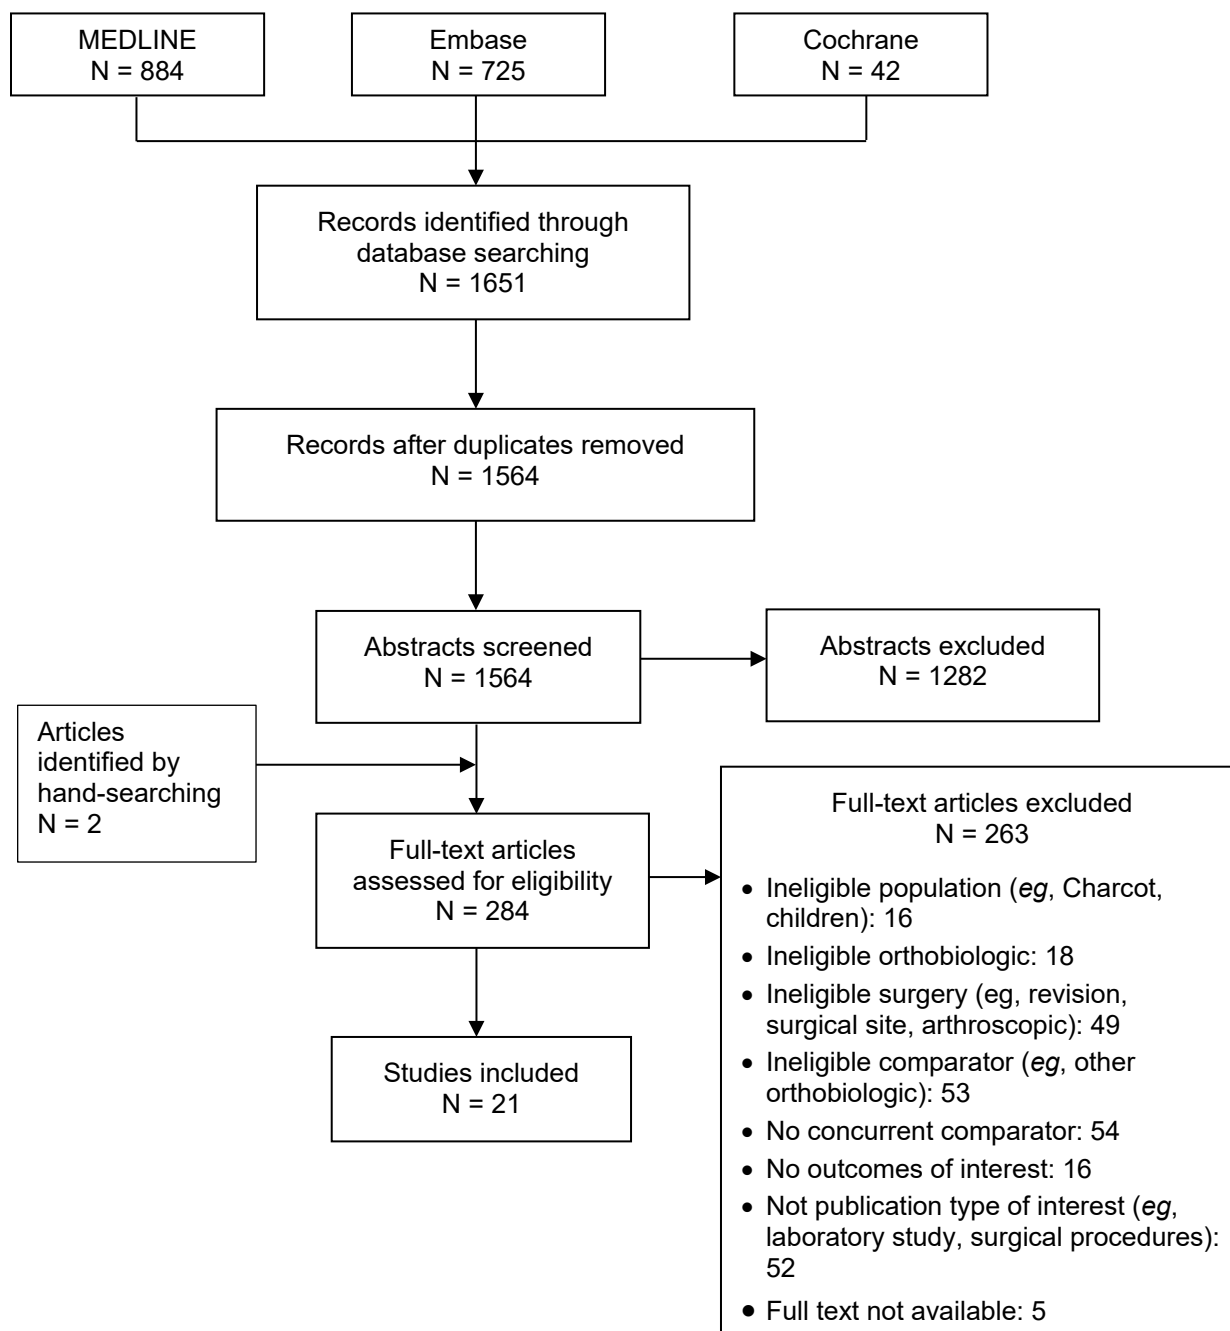 MEDLINE
N = 884
Embase
N = 725
Cochrane
N = 42
Records identified through
database searching
N = 1651
Records after duplicates removed
N = 1564
Abstracts screened
N = 1564
Abstracts excluded
N = 1282
Articles
identified by
hand-searching
N = 2
Full-text articles
assessed for eligibility
N = 284
Full-text articles excluded
N = 263
• Ineligible population (eg, Charcot,
children): 16
• Ineligible orthobiologic: 18
• Ineligible surgery (eg, revision,
surgical site, arthroscopic): 49
• Ineligible comparator (eg, other
orthobiologic): 53
• No concurrent comparator: 54
• No outcomes of interest: 16
• Not publication type of interest (eg,
laboratory study, surgical procedures):
52
• Full text not available: 5
Studies included
N = 21